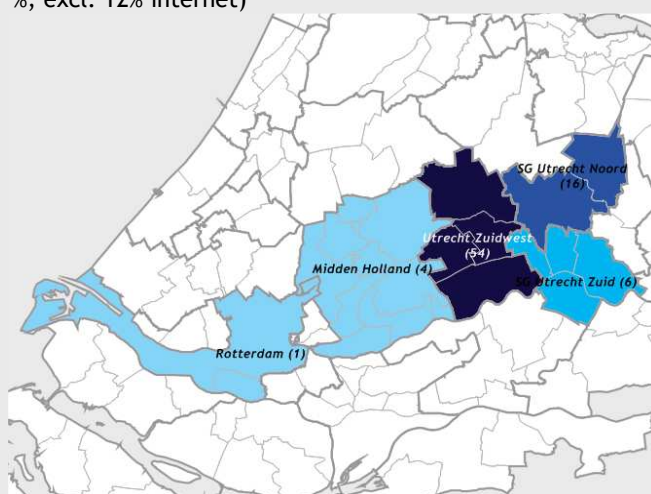 %, excl. 12% internet)
SG Utrecht Noord
(16)
Utrecht Zuidwest
(54)
Midden Holland (4)
SG Utrecht Zuid (6)
Rotterdam (1)